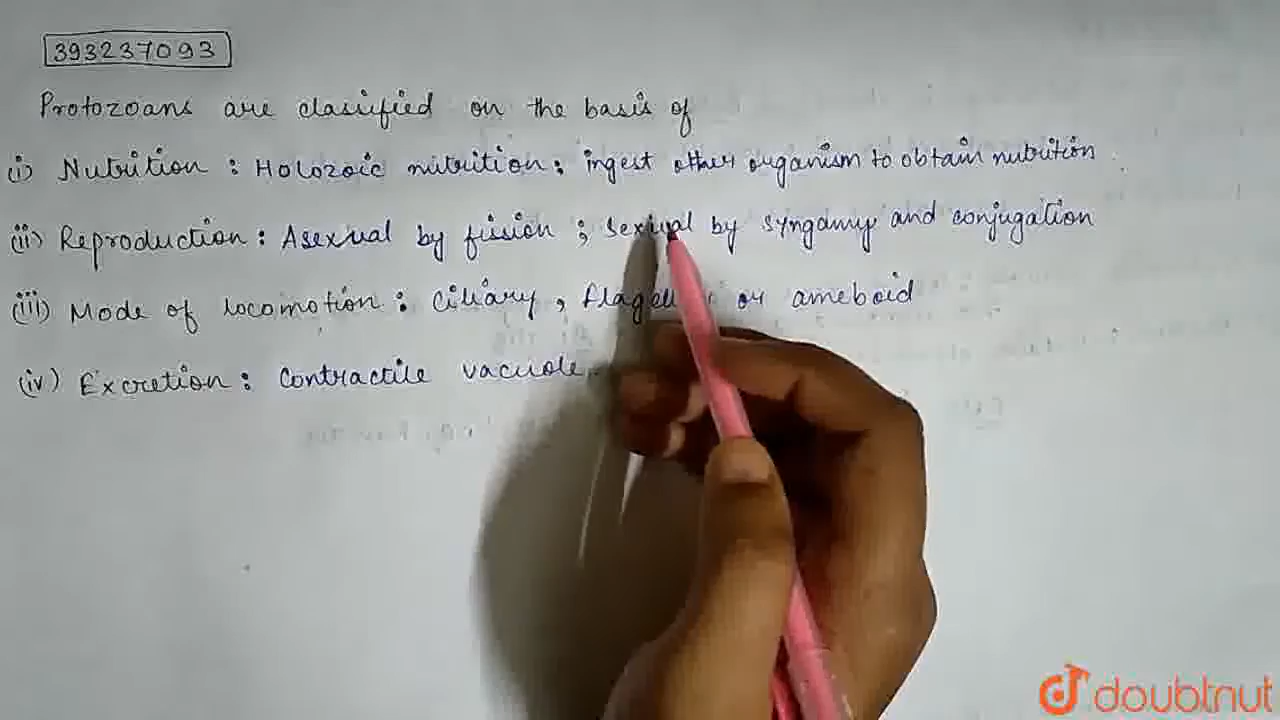 393237093
Protozoans are classified on the basis of
(i) Nutrition : Holozoic nutrition : ingest other organism to obtain nutrition.
(ii) Reproduction : Asexual by fission ; sexual by syngamy and conjugation
(iii) Mode of locomotion : Ciliary, or ameboid
(iv) Excretion : contractile vacuole.
doubtnut